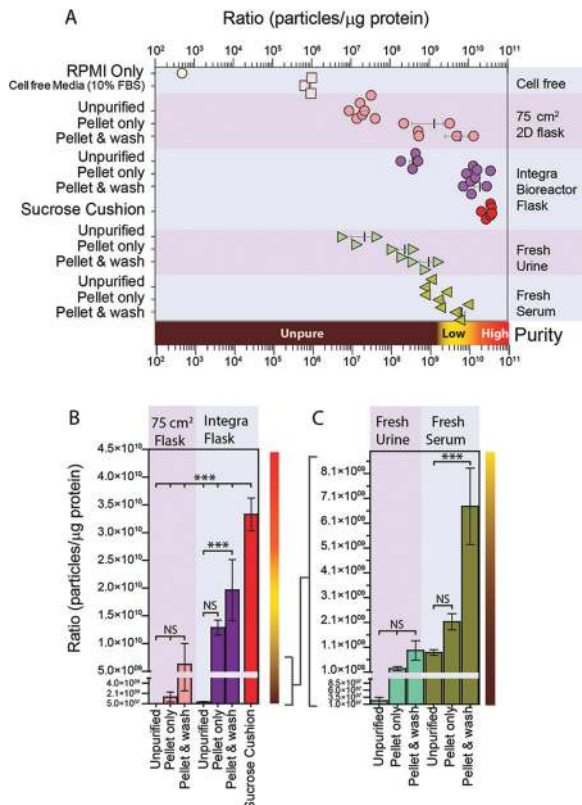 A
Ratio (particles/µg protein)
10² 10³ 10⁴ 10⁵ 10⁶ 10⁷ 10⁸ 10⁹ 10¹⁰ 10¹¹
RPMI Only
Cell free Media (10% FBS)
Cell free
Unpurified
Pellet only
Pellet & wash
75 cm²
2D flask
Unpurified
Pellet only
Pellet & wash
Sucrose Cushion
Integra
Bioreactor
Flask
Unpurified
Pellet only
Pellet & wash
Fresh
Urine
Unpurified
Pellet only
Pellet & wash
Fresh
Serum
Unpure Low High Purity
10² 10³ 10⁴ 10⁵ 10⁶ 10⁷ 10⁸ 10⁹ 10¹⁰ 10¹¹
B
75 cm²
Flask
Integra
Flask
Ratio (particles/µg protein)
4.5×10¹⁰
4.0×10¹⁰
3.5×10¹⁰
3.0×10¹⁰
2.5×10¹⁰
2.0×10¹⁰
1.5×10¹⁰
1.0×10¹⁰
5.0×10⁰⁹
4.0×10⁰⁹
2.1×10⁰⁹
5.0×10⁰⁷
***
***
NS
NS
Unpurified
Pellet only
Pellet & wash
Unpurified
Pellet only
Pellet & wash
Sucrose Cushion
C
Fresh
Urine
Fresh
Serum
8.1×10⁰⁹
7.1×10⁰⁹
6.1×10⁰⁹
5.1×10⁰⁹
4.1×10⁰⁹
3.1×10⁰⁹
2.1×10⁰⁹
1.1×10⁰⁹
1.0×10⁰⁸
8.5×10⁰⁷
1.0×10⁰⁷
***
NS
NS
Unpurified
Pellet only
Pellet & wash
Unpurified
Pellet only
Pellet & wash